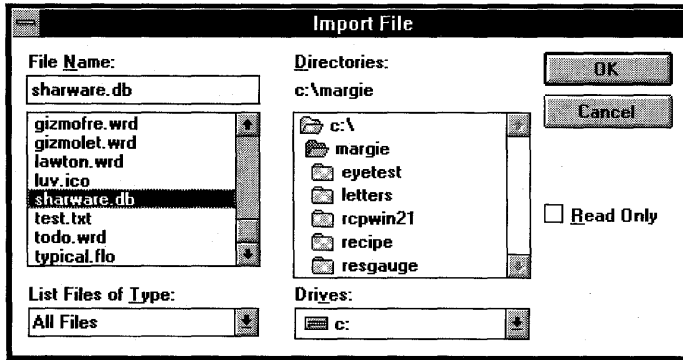 Import File
File Name:
sharware.db
gizmofre.wrd
gizmolet.wrd
lawton.wrd
luv.ico
sharware.db
test.txt
todo.wrd
typical.flo
List Files of Type:
All Files
Directories:
c:\margie
c:\
margie
eyetest
letters
rcpwin21
recipe
resgauge
Drives:
c:
OK
Cancel
Read Only